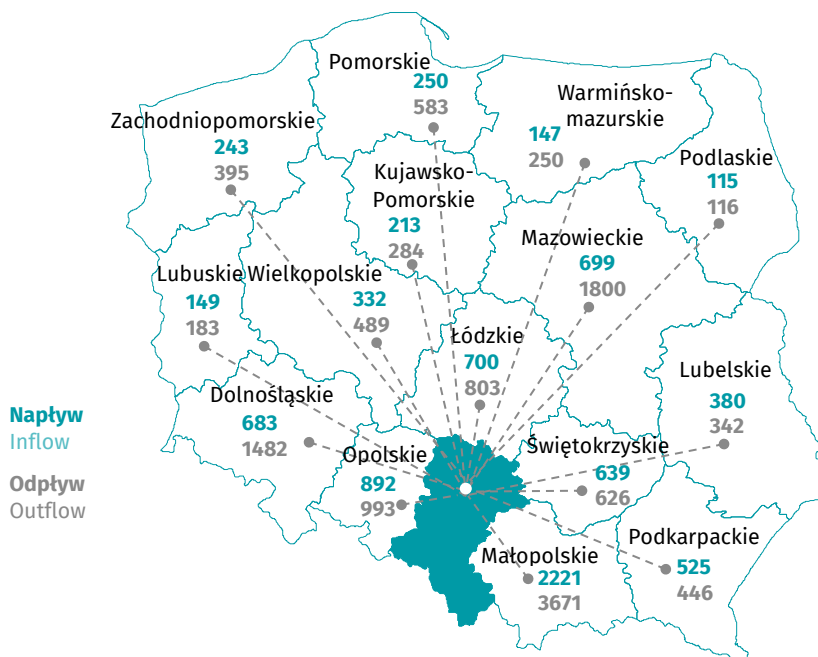 Pomorskie
250
583
Warmińsko-
mazurskie
147
250
Zachodniopomorskie
243
395
Podlaskie
115
116
Kujawsko-
Pomorskie
213
284
Mazowieckie
699
1800
Lubuskie
149
183
Wielkopolskie
332
489
Łódzkie
700
803
Lubelskie
380
342
Dolnośląskie
683
1482
Napływ
Inflow
Odpływ
Outflow
Opolskie
892
993
Świętokrzyskie
639
626
Podkarpackie
525
446
Małopolskie
2221
3671